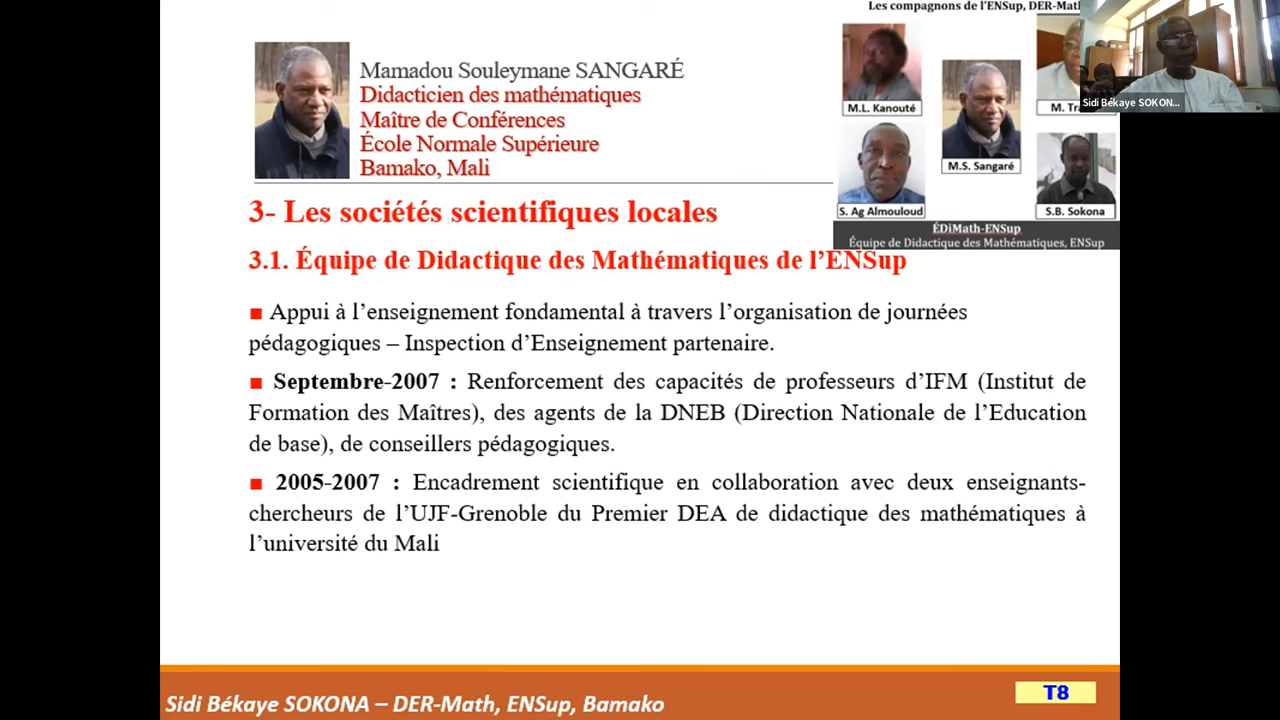 Les compagnons de l'ENSup, DER-Math
Mamadou Souleymane SANGARÉ
Didacticien des mathématiques
Maître de Conférences
École Normale Supérieure
Bamako, Mali
M.L. Kanouté
M.S. Sangaré
M.
S. Ag Almouloud
S.B. Sokona
ÉDiMath-ENSup
Équipe de Didactique des Mathématiques, ENSup
Sidi Békaye SOKON...
3- Les sociétés scientifiques locales
3.1. Équipe de Didactique des Mathématiques de l'ENSup
■ Appui à l'enseignement fondamental à travers l'organisation de journées
pédagogiques – Inspection d'Enseignement partenaire.
■ Septembre-2007 : Renforcement des capacités de professeurs d'IFM (Institut de
Formation des Maîtres), des agents de la DNEB (Direction Nationale de l'Education
de base), de conseillers pédagogiques.
■ 2005-2007 : Encadrement scientifique en collaboration avec deux enseignants-
chercheurs de l'UJF-Grenoble du Premier DEA de didactique des mathématiques à
l'université du Mali
Sidi Békaye SOKONA – DER-Math, ENSup, Bamako
T8